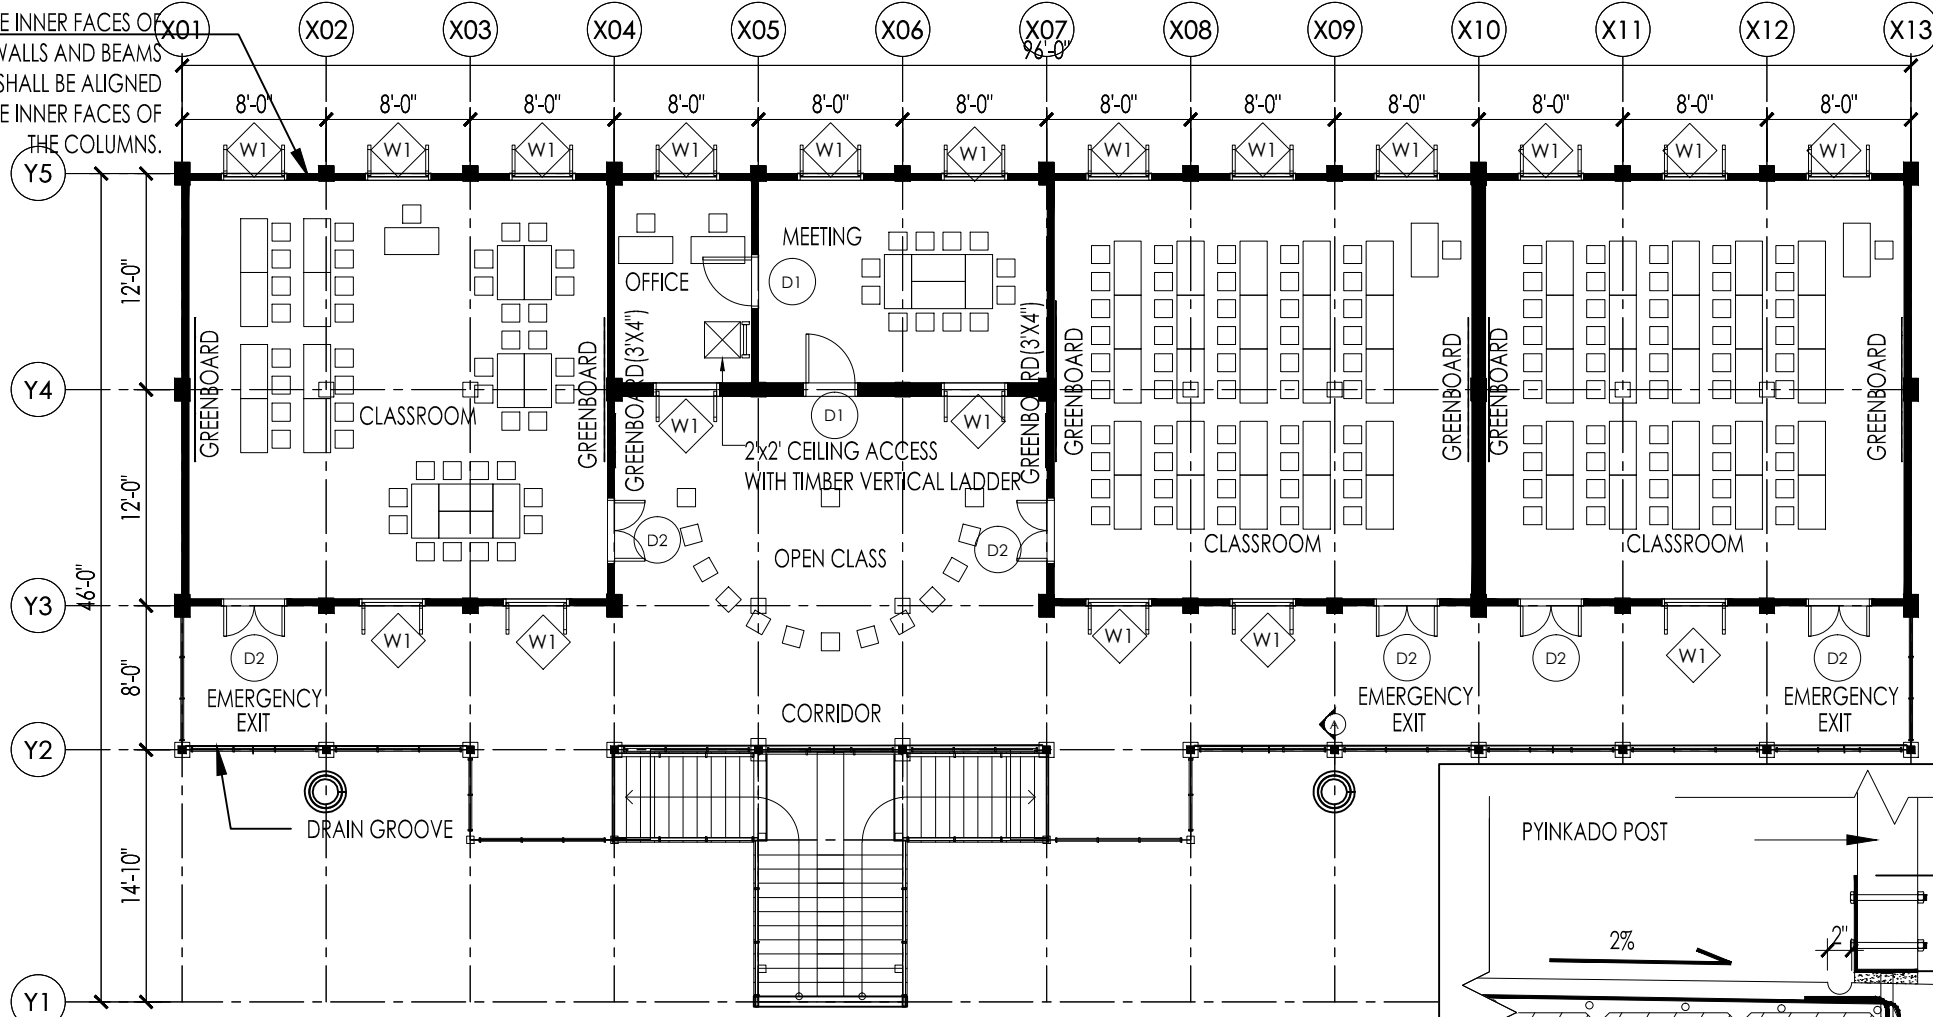 E INNER FACES OF
WALLS AND BEAMS
SHALL BE ALIGNED
E INNER FACES OF
THE COLUMNS.
X01 X02 X03 X04 X05 X06 X07 X08 X09 X10 X11 X12 X13
96'-0"
8'-0" 8'-0" 8'-0" 8'-0" 8'-0" 8'-0" 8'-0" 8'-0" 8'-0" 8'-0" 8'-0" 8'-0"
W1 W1 W1 W1 W1 W1 W1 W1 W1 W1 W1 W1
Y5
12'-0"
MEETING
OFFICE
D1
GREENBOARD
GREENBOARD
GREENBOARD(3'X4")
GREENBOARD(3'X4")
GREENBOARD
GREENBOARD
GREENBOARD
GREENBOARD
Y4
CLASSROOM
W1 D1 W1
2'x2' CEILING ACCESS
WITH TIMBER VERTICAL LADDER
12'-0"
D2 D2
OPEN CLASS
CLASSROOM
CLASSROOM
46'-0"
Y3
W1 W1 W1 W1 W1
D2 D2 D2 D2
8'-0"
EMERGENCY
EXIT
CORRIDOR
EMERGENCY
EXIT
EMERGENCY
EXIT
A
Y2
DRAIN GROOVE
14'-10"
PYINKADO POST
2%
2"
Y1